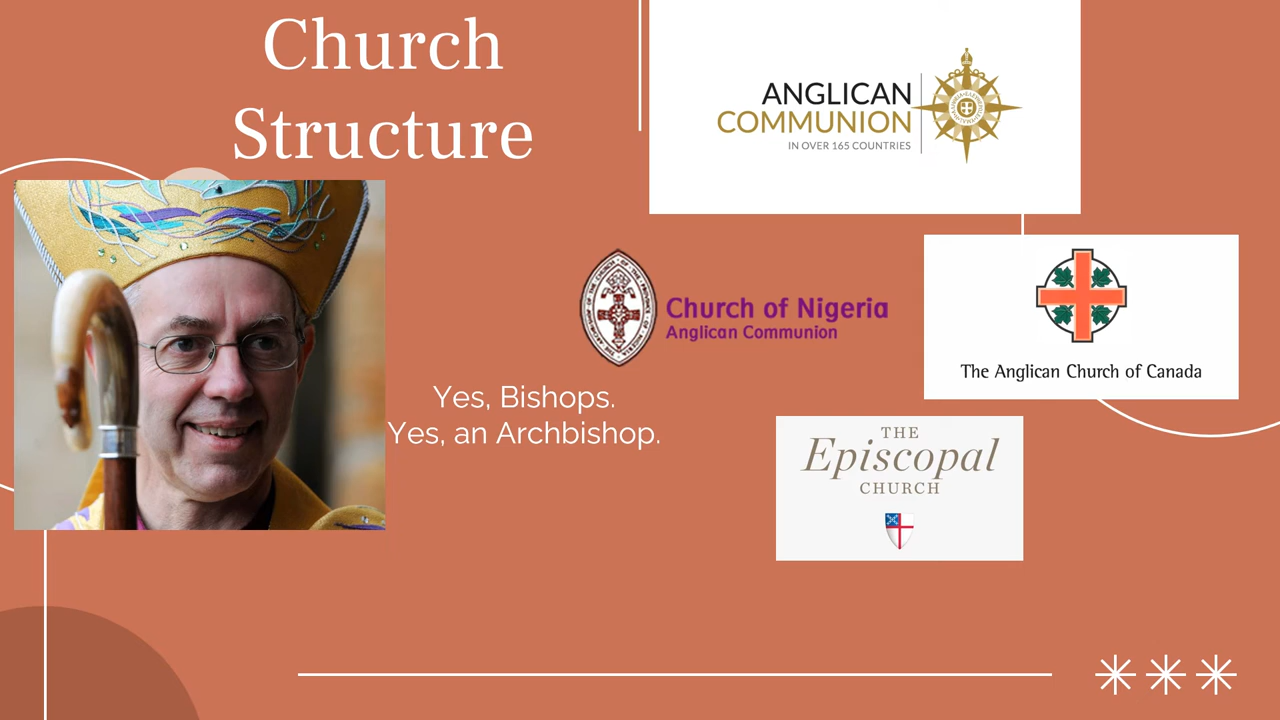 Church
Structure
ANGLICAN
COMMUNION
IN OVER 165 COUNTRIES
Church of Nigeria
Anglican Communion
The Anglican Church of Canada
Yes, Bishops.
Yes, an Archbishop.
THE
Episcopal
CHURCH